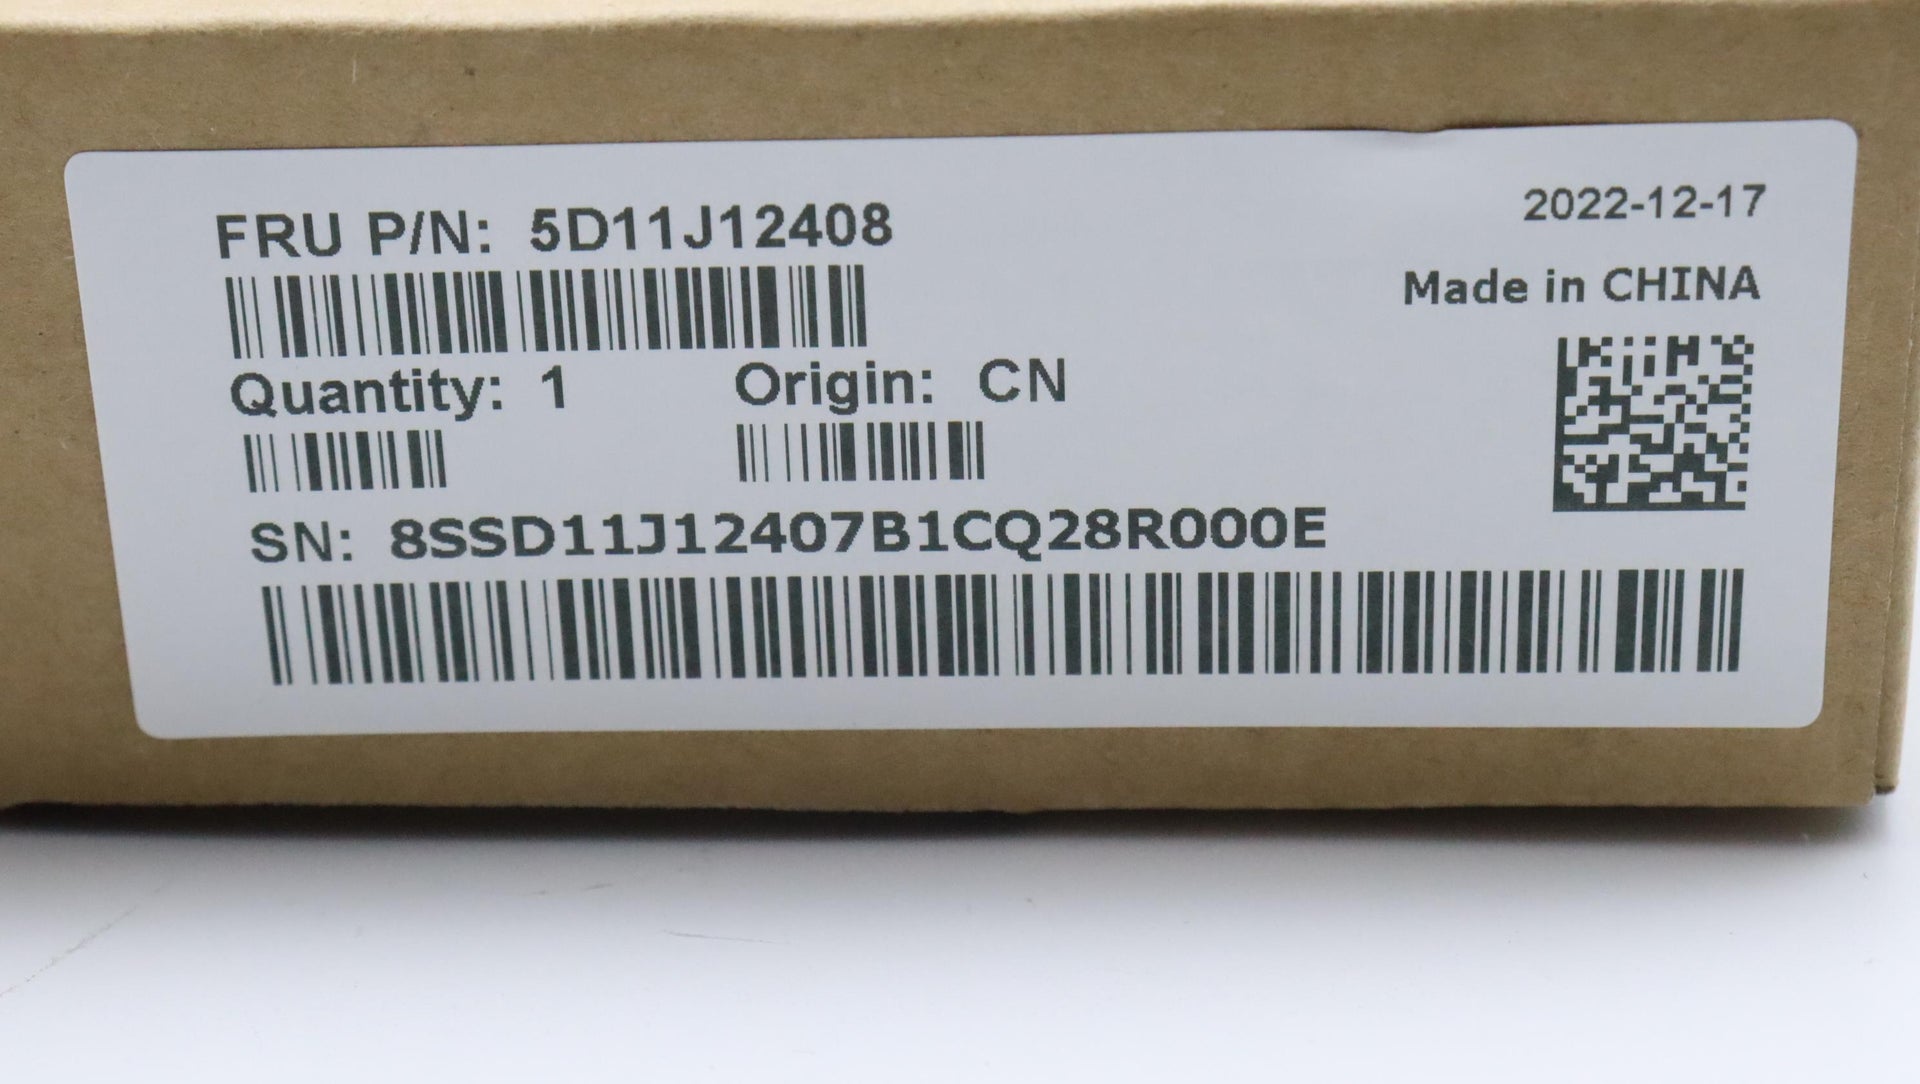 FRU P/N: 5D11J12408
2022-12-17
Made in CHINA
Quantity: 1
Origin: CN
SN: 8SSD11J12407B1CQ28R000E